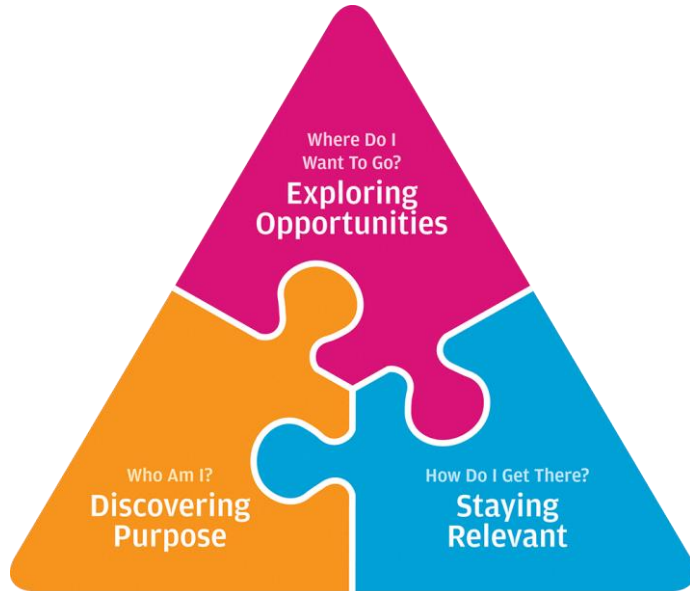 Where Do I
Want To Go?
Exploring
Opportunities
Who Am I?
Discovering
Purpose
How Do I Get There?
Staying
Relevant